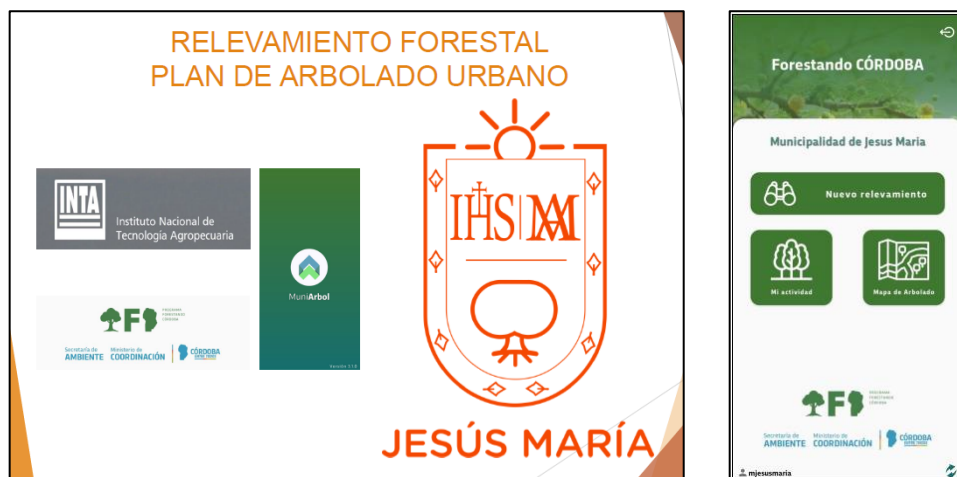 RELEVAMIENTO FORESTAL
PLAN DE ARBOLADO URBANO
INTA
Instituto Nacional de
Tecnología Agropecuaria
MuniArbol
F
Secretaría de
AMBIENTE
Ministerio de
COORDINACIÓN
CÓRDOBA
IHS
JESÚS MARÍA
Forestando CÓRDOBA
Municipalidad de Jesus Maria
Nuevo relevamiento
Mi actividad
Mapa de Arbolado
F
Secretaría de
AMBIENTE
Ministerio de
COORDINACIÓN
CÓRDOBA
mjesusmaria